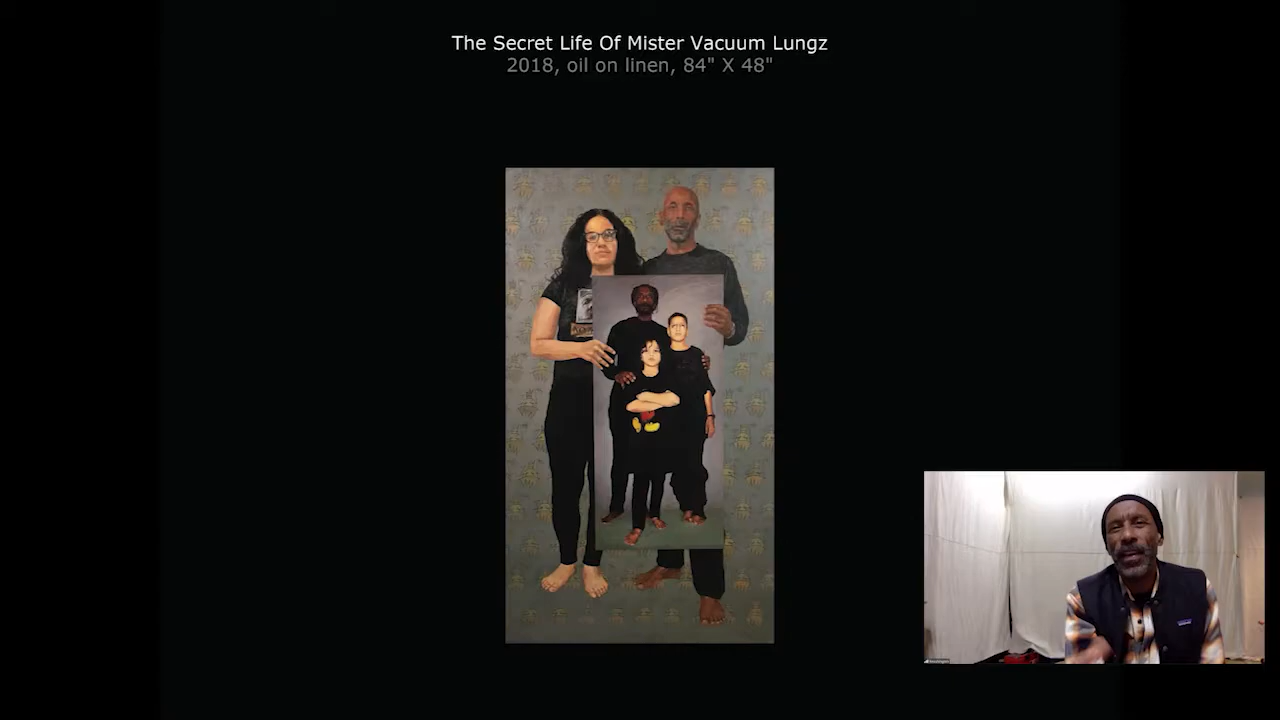 The Secret Life Of Mister Vacuum Lungz
2018, oil on linen, 84" X 48"